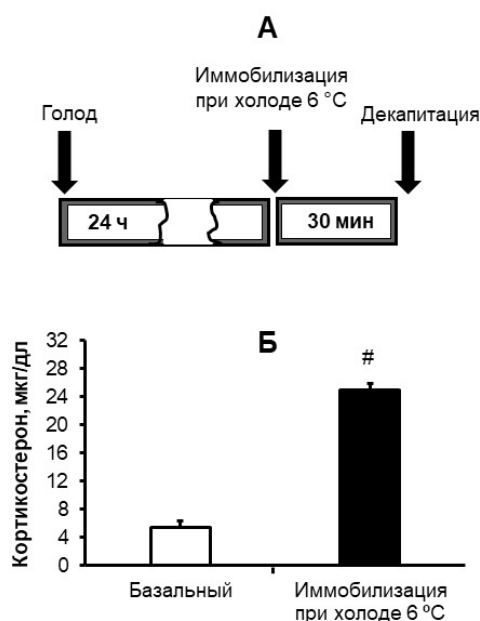 А
Иммобилизация
при холоде 6 °C
Голод
Декапитация
24 ч
30 мин
Б
Кортикостерон, мкг/дл
32
28
24
20
16
12
8
4
0
#
Базальный
Иммобилизация
при холоде 6 ºC